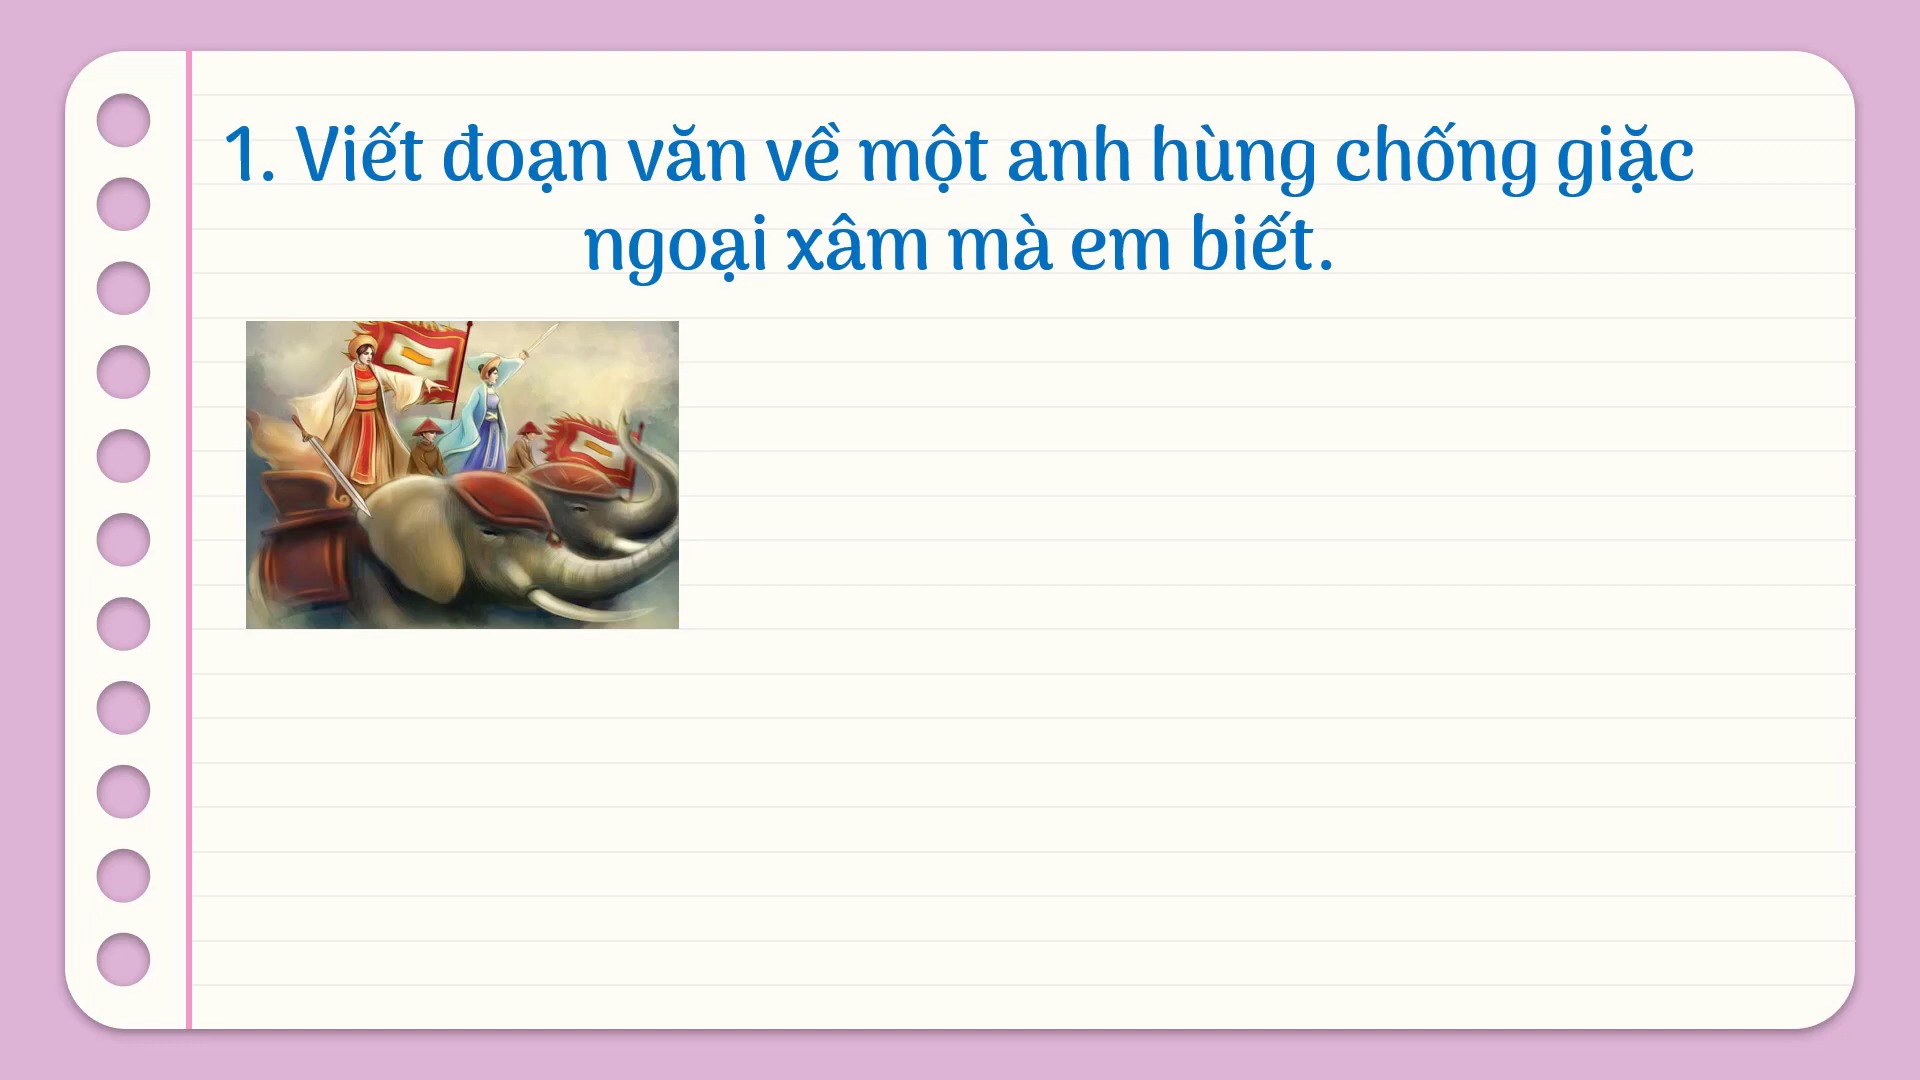 1. Viết đoạn văn về một anh hùng chống giặc
ngoại xâm mà em biết.